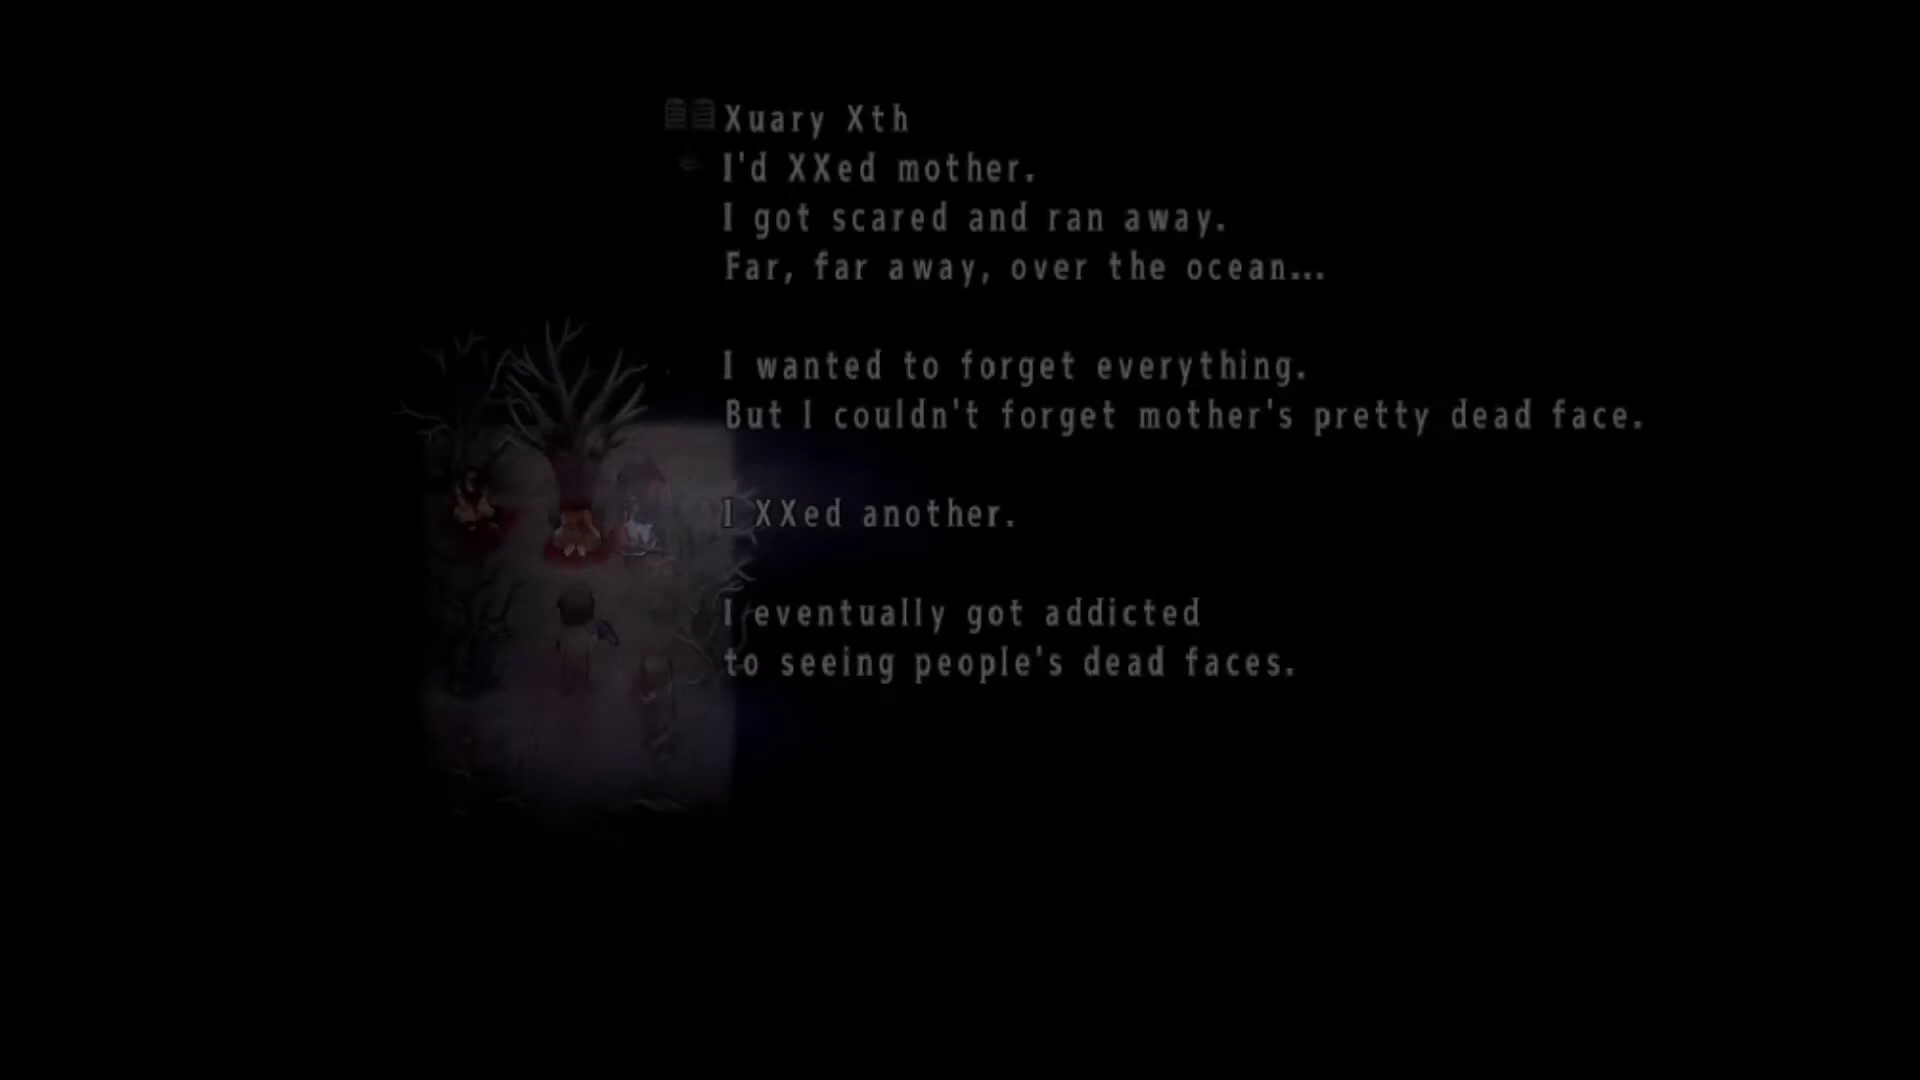 Xuary Xth
I'd XXed mother.
I got scared and ran away.
Far, far away, over the ocean...
I wanted to forget everything.
But I couldn't forget mother's pretty dead face.
I XXed another.
I eventually got addicted
to seeing people's dead faces.